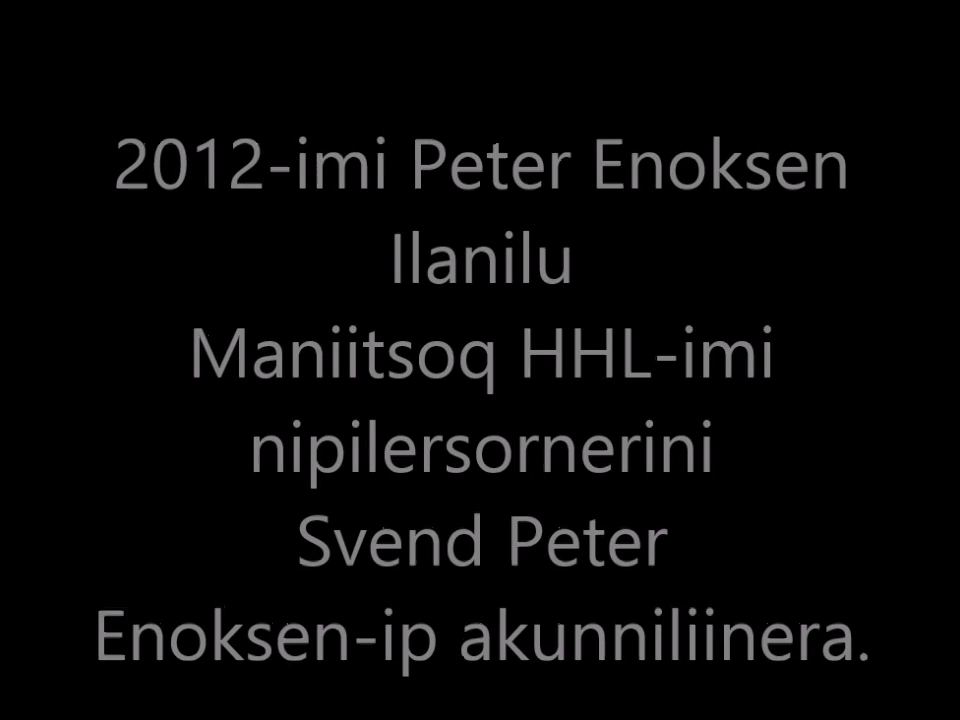 2012-imi Peter Enoksen
Ilanilu
Maniitsoq HHL-imi
nipilersornerini
Svend Peter
Enoksen-ip akunniliinera.